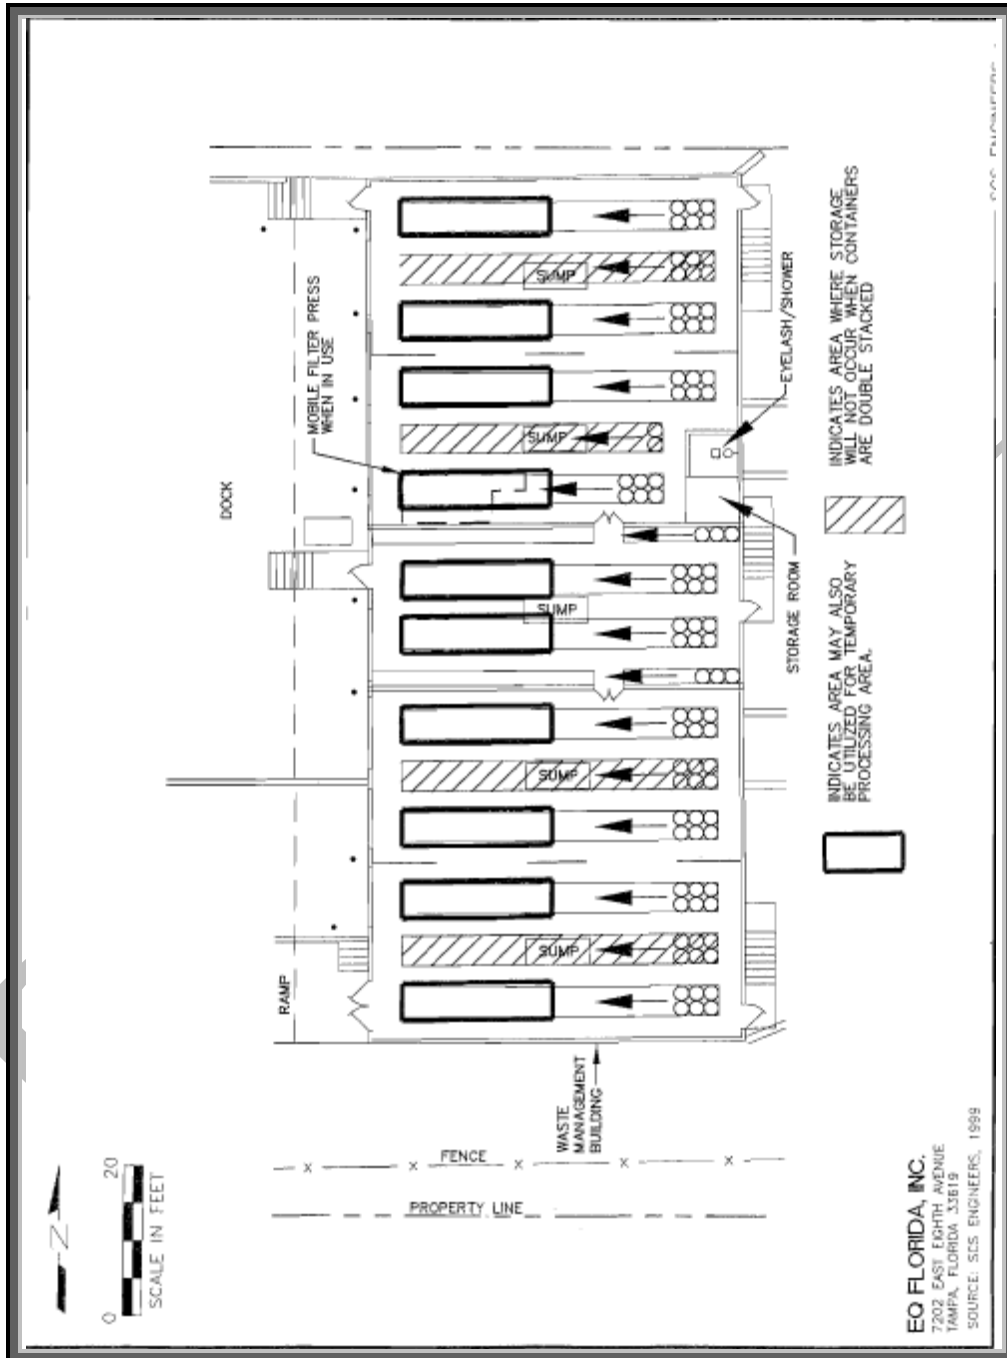 SCS ENGINEERS
MOBILE FILTER PRESS
WHEN IN USE
DOCK
SUMP
SUMP
SUMP
SUMP
SUMP
EYELASH/SHOWER
STORAGE ROOM
INDICATES AREA WHERE STORAGE
WILL NOT OCCUR WHEN CONTAINERS
ARE DOUBLE STACKED
INDICATES AREA MAY ALSO
BE UTILIZED FOR TEMPORARY
PROCESSING AREA.
RAMP
WASTE
MANAGEMENT
BUILDING
X X X X X
FENCE
PROPERTY LINE
Z
0 20
SCALE IN FEET
EQ FLORIDA, INC.
7202 EAST EIGHTH AVENUE
TAMPA, FLORIDA 33619
SOURCE: SCS ENGINEERS, 1999